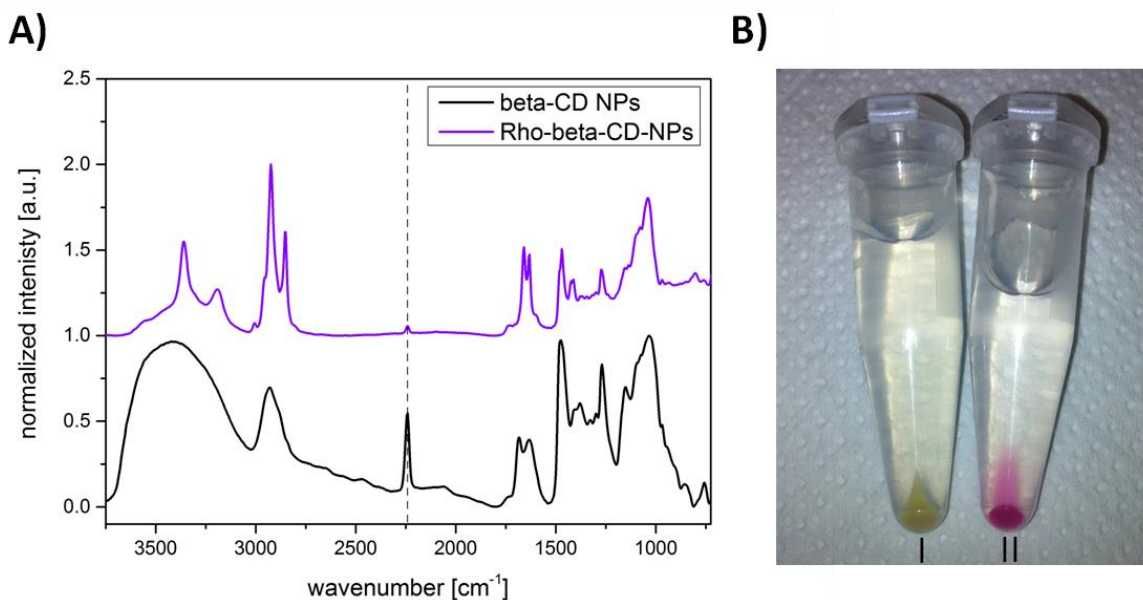 A)
B)
2.5
2.0
1.5
1.0
0.5
0.0
normalized intenisty [a.u.]
beta-CD NPs
Rho-beta-CD-NPs
3500
3000
2500
2000
1500
1000
wavenumber [cm⁻¹]
I
II